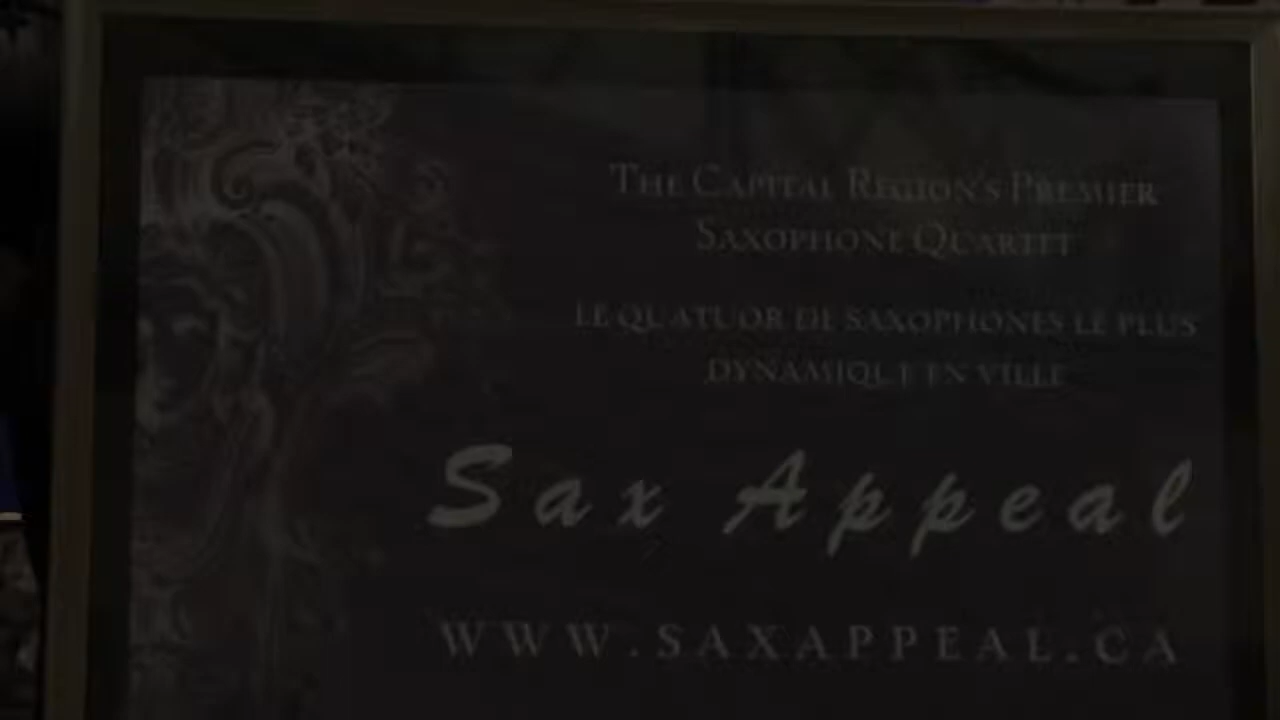 THE CAPITAL REGION'S PREMIER
SAXOPHONE QUARTET
LE QUATUOR DE SAXOPHONES LE PLUS
DYNAMIQUE EN VILLE
Sax Appeal
WWW.SAXAPPEAL.CA